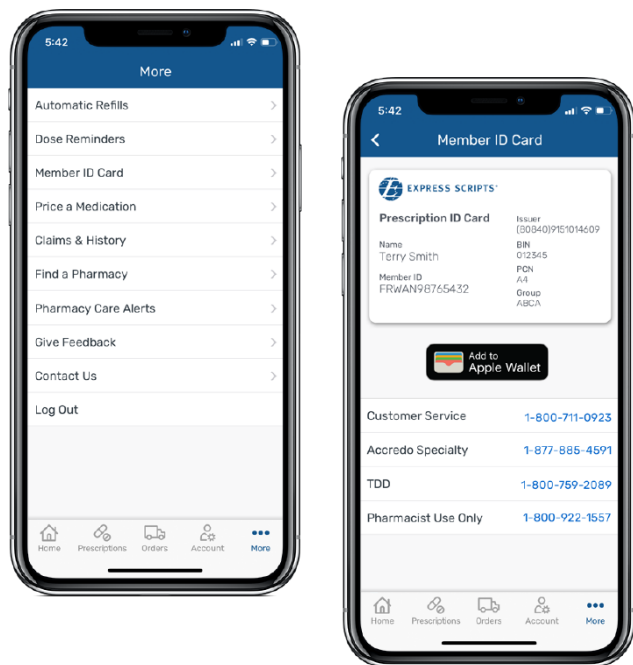 5:42
More
Automatic Refills
Dose Reminders
Member ID Card
Price a Medication
Claims & History
Find a Pharmacy
Pharmacy Care Alerts
Give Feedback
Contact Us
Log Out
Home Prescriptions Orders Account More
5:42
Member ID Card
EXPRESS SCRIPTS®
Prescription ID Card
Name
Terry Smith
Member ID
FRWAN98765432
Issuer
(80840)9151014609
BIN
012345
PCN
A4
Group
ABCA
Add to
Apple Wallet
Customer Service 1-800-711-0923
Accredo Specialty 1-877-885-4591
TDD 1-800-759-2089
Pharmacist Use Only 1-800-922-1557
Home Prescriptions Orders Account More